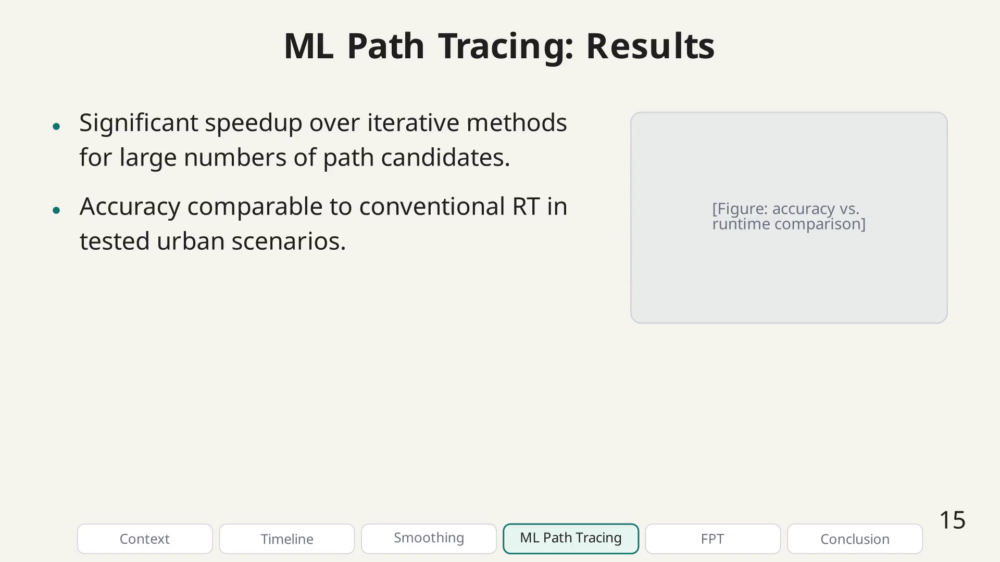 ML Path Tracing: Results
• Significant speedup over iterative methods
for large numbers of path candidates.
• Accuracy comparable to conventional RT in
tested urban scenarios.
[Figure: accuracy vs.
runtime comparison]
Context
Timeline
Smoothing
ML Path Tracing
FPT
Conclusion
15